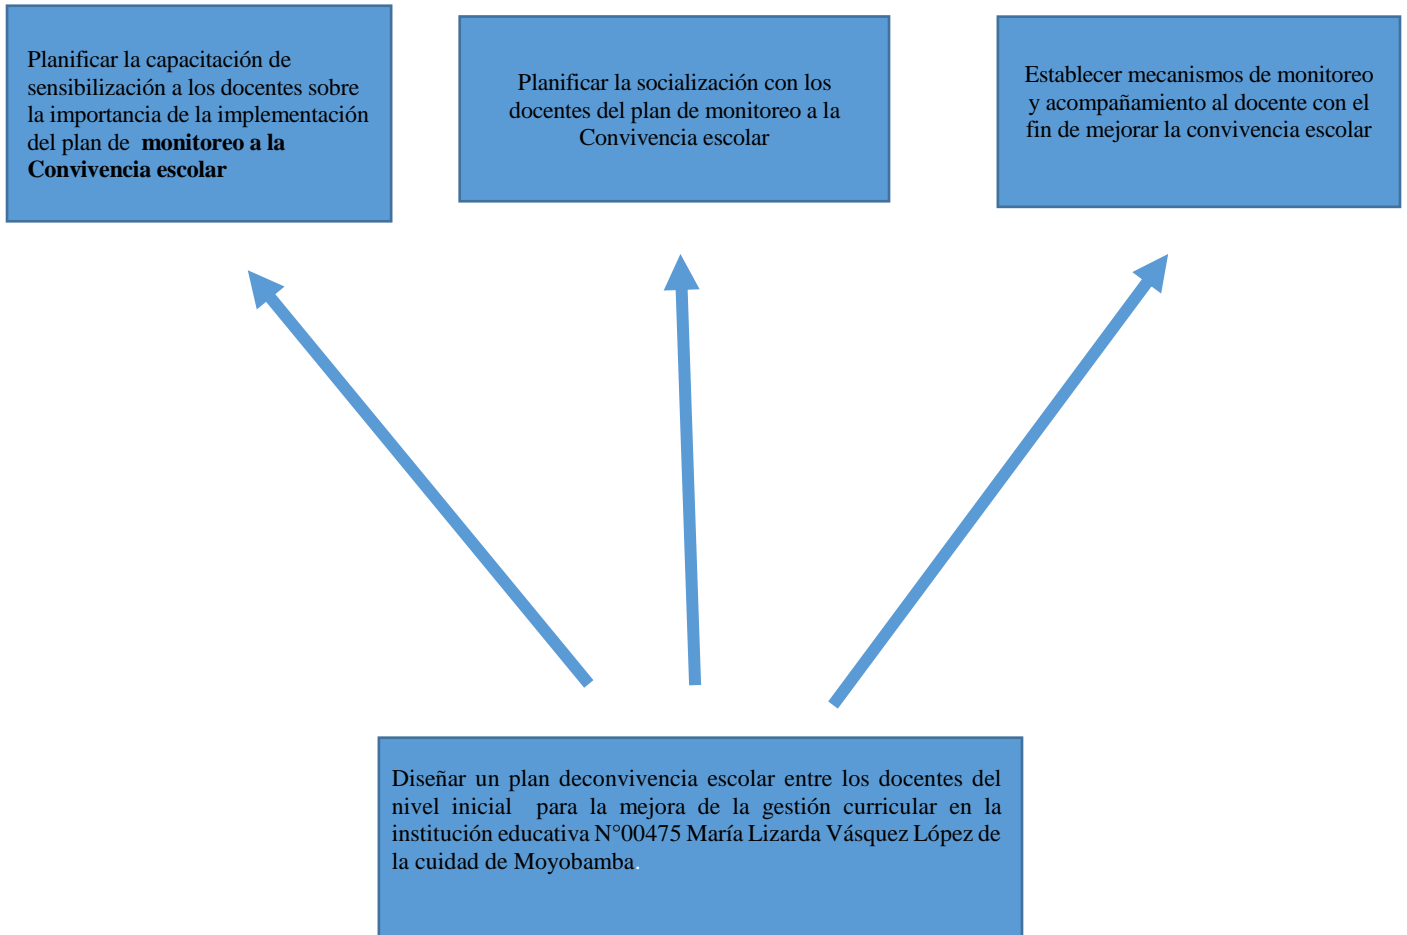 Planificar la capacitación de
sensibilización a los docentes sobre
la importancia de la implementación
del plan de monitoreo a la
Convivencia escolar
Planificar la socialización con los
docentes del plan de monitoreo a la
Convivencia escolar
Establecer mecanismos de monitoreo
y acompañamiento al docente con el
fin de mejorar la convivencia escolar
Diseñar un plan deconvivencia escolar entre los docentes del
nivel inicial para la mejora de la gestión curricular en la
institución educativa N°00475 María Lizarda Vásquez López de
la cuidad de Moyobamba.